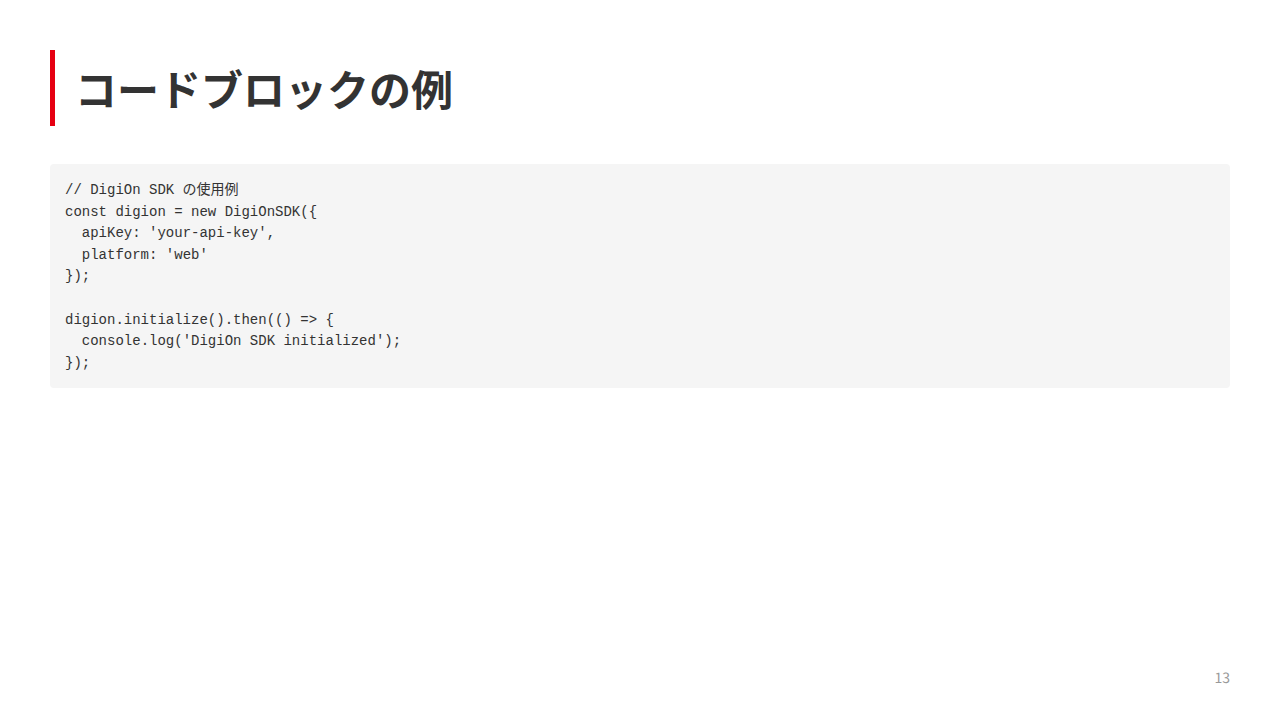 コードブロックの例
// DigiOn SDK の使用例
const digion = new DigiOnSDK({
  apiKey: 'your-api-key',
  platform: 'web'
});

digion.initialize().then(() => {
  console.log('DigiOn SDK initialized');
});
13